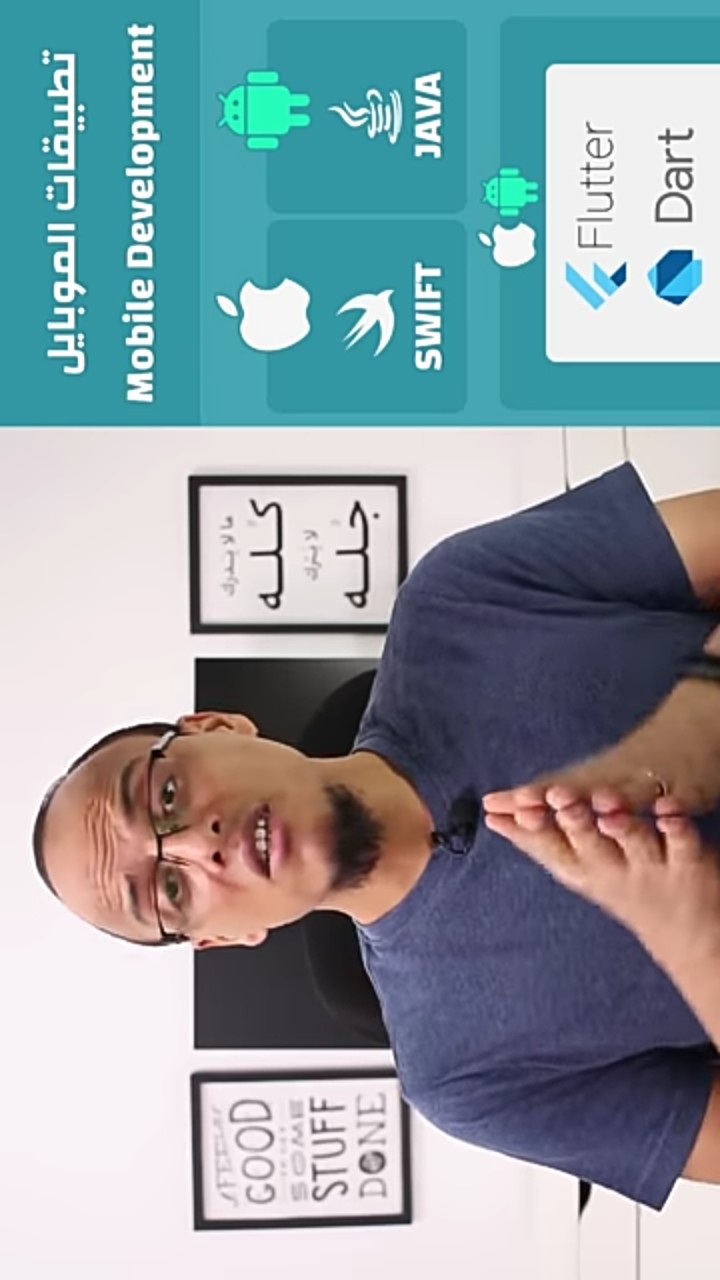 تطبيقات الموبايل
Mobile Development
JAVA
SWIFT
Flutter
Dart
ما لا يدرك
كله
لا يترك
جله
GOOD
SOME
STUFF
DONE